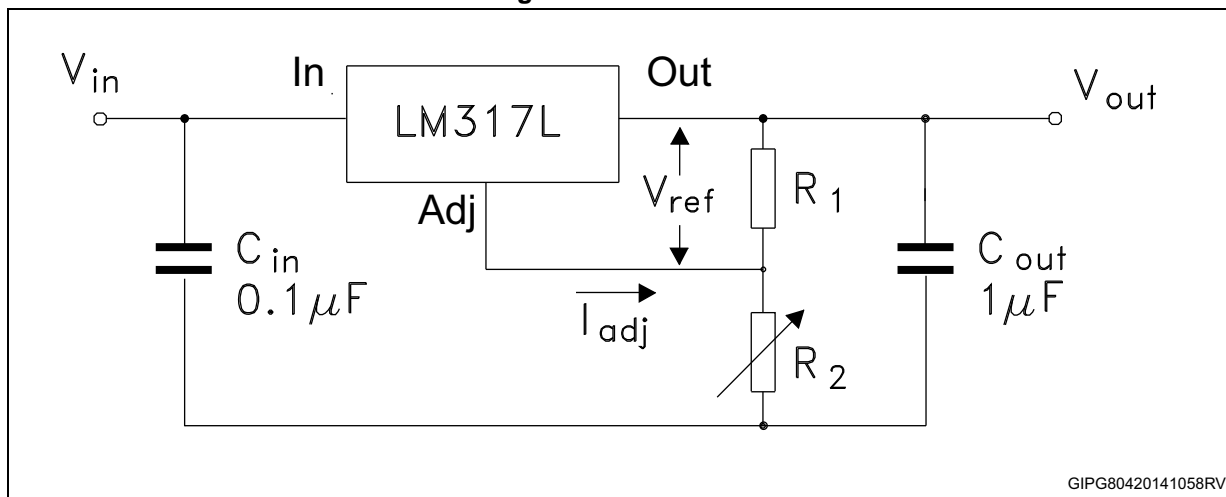 V in
In
LM317L
Out
V out
Adj
V ref
R 1
C in
0.1μF
I adj
C out
1μF
R 2
GIPG80420141058RV